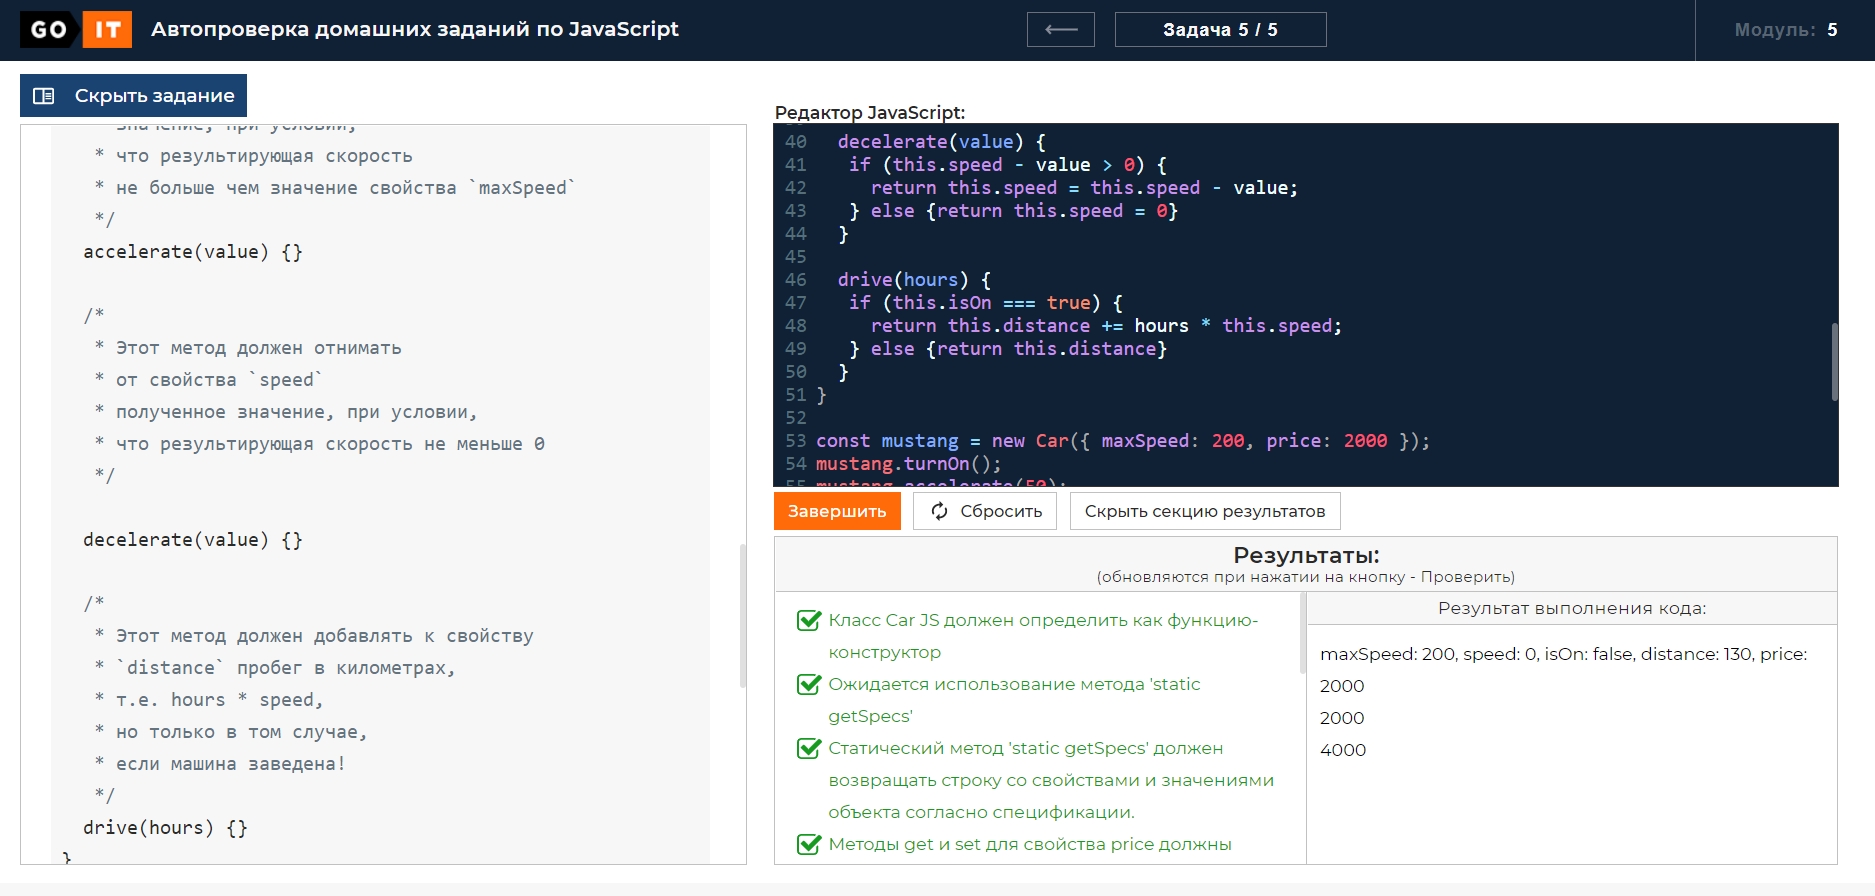 GO IT Автопроверка домашних заданий по JavaScript
Задача 5 / 5
Модуль: 5
Скрыть задание
значение, при условии,
* что результирующая скорость
* не больше чем значение свойства `maxSpeed`
*/
accelerate(value) {}
/*
* Этот метод должен отнимать
* от свойства `speed`
* полученное значение, при условии,
* что результирующая скорость не меньше 0
*/
decelerate(value) {}
/*
* Этот метод должен добавлять к свойству
* `distance` пробег в километрах,
* т.е. hours * speed,
* но только в том случае,
* если машина заведена!
*/
drive(hours) {}
}
Редактор JavaScript:
40 decelerate(value) {
41 if (this.speed - value > 0) {
42 return this.speed = this.speed - value;
43 } else {return this.speed = 0}
44 }
45
46 drive(hours) {
47 if (this.isOn === true) {
48 return this.distance += hours * this.speed;
49 } else {return this.distance}
50 }
51 }
52
53 const mustang = new Car({ maxSpeed: 200, price: 2000 });
54 mustang.turnOn();
55 mustang.accelerate(50);
Завершить
Сбросить
Скрыть секцию результатов
Результаты:
(обновляются при нажатии на кнопку - Проверить)
Класс Car JS должен определить как функцию-
конструктор
Ожидается использование метода 'static
getSpecs'
Статический метод 'static getSpecs' должен
возвращать строку со свойствами и значениями
объекта согласно спецификации.
Методы get и set для свойства price должны
Результат выполнения кода:
maxSpeed: 200, speed: 0, isOn: false, distance: 130, price:
2000
2000
4000